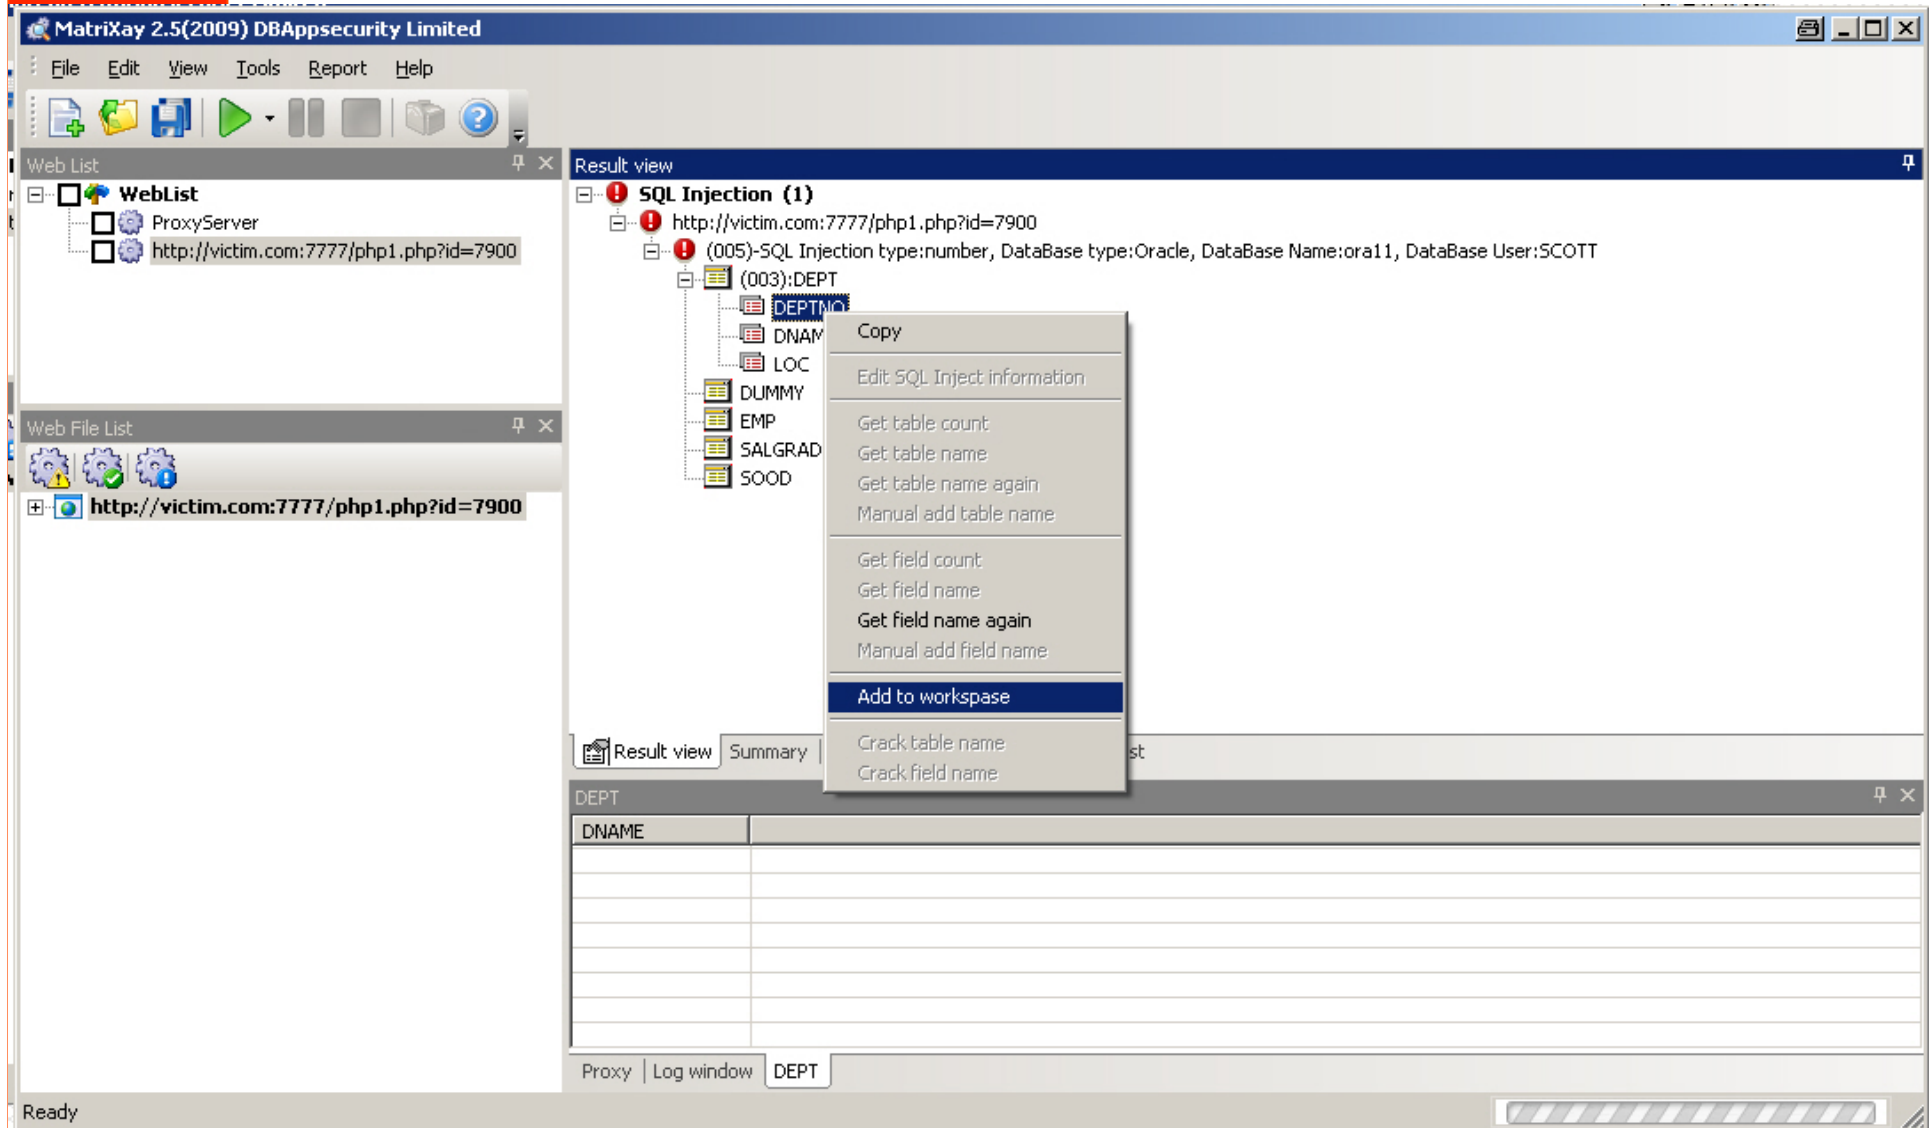 MatriXay 2.5(2009) DBAppsecurity Limited
File Edit View Tools Report Help
Web List
WebList
ProxyServer
http://victim.com:7777/php1.php?id=7900
Web File List
http://victim.com:7777/php1.php?id=7900
Result view
SQL Injection (1)
http://victim.com:7777/php1.php?id=7900
(005)-SQL Injection type:number, DataBase type:Oracle, DataBase Name:ora11, DataBase User:SCOTT
(003):DEPT
DEPTNO
DNAM
LOC
DUMMY
EMP
SALGRAD
SOOD
Copy
Edit SQL Inject information
Get table count
Get table name
Get table name again
Manual add table name
Get field count
Get field name
Get field name again
Manual add field name
Add to workspase
Crack table name
Crack field name
Result view Summary st
DEPT
DNAME
Proxy Log window DEPT
Ready